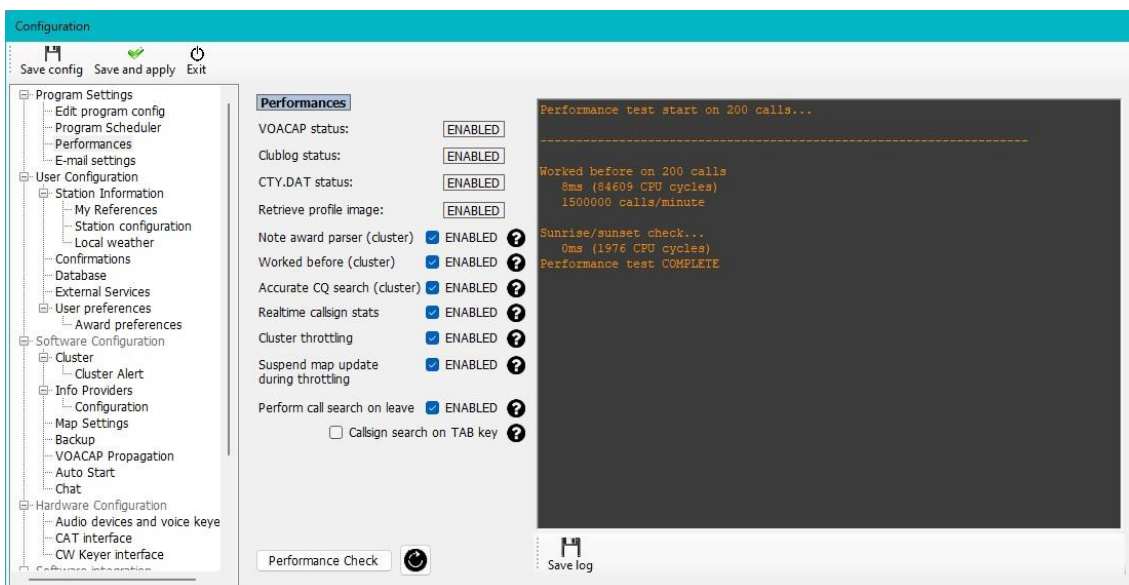 Configuration
Save config Save and apply Exit
Program Settings
Edit program config
Program Scheduler
Performances
E-mail settings
User Configuration
Station Information
My References
Station configuration
Local weather
Confirmations
Database
External Services
User preferences
Award preferences
Software Configuration
Cluster
Cluster Alert
Info Providers
Configuration
Map Settings
Backup
VOACAP Propagation
Auto Start
Chat
Hardware Configuration
Audio devices and voice keye
CAT interface
CW Keyer interface
Software integration
Performances
VOACAP status: ENABLED
Clublog status: ENABLED
CTY.DAT status: ENABLED
Retrieve profile image: ENABLED
Note award parser (cluster) ENABLED ?
Worked before (cluster) ENABLED ?
Accurate CQ search (cluster) ENABLED ?
Realtime callsign stats ENABLED ?
Cluster throttling ENABLED ?
Suspend map update ENABLED ?
during throttling
Perform call search on leave ENABLED ?
Callsign search on TAB key ?
Performance Check
Performance test start on 200 calls...
--------------------------------------------------------------------
Worked before on 200 calls
8ms (84609 CPU cycles)
1500000 calls/minute
Sunrise/sunset check...
0ms (1976 CPU cycles)
Performance test COMPLETE
Save log